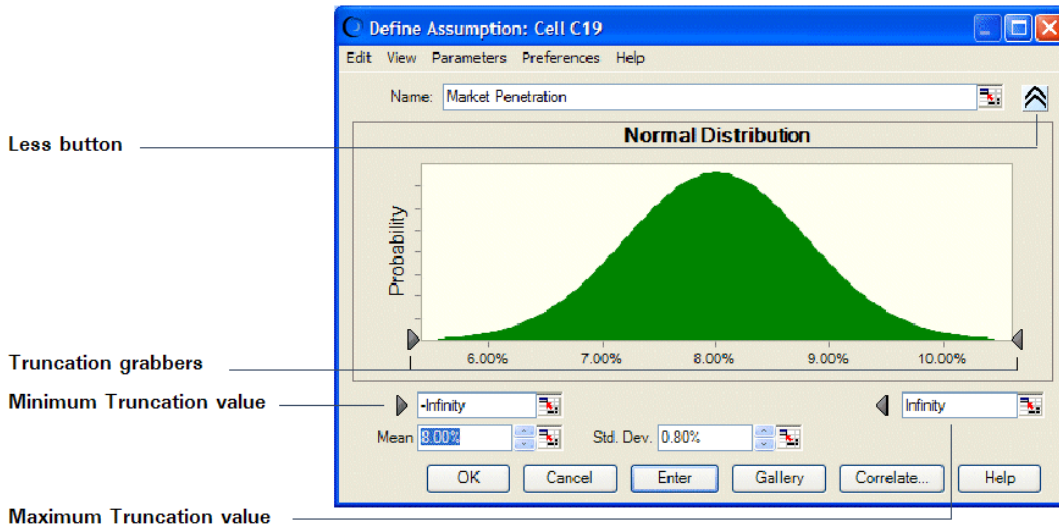 Define Assumption: Cell C19
Edit View Parameters Preferences Help
Name: Market Penetration
Less button
Normal Distribution
Probability
6.00% 7.00% 8.00% 9.00% 10.00%
Truncation grabbers
Minimum Truncation value
-Infinity Infinity
Mean 8.00% Std. Dev. 0.80%
OK Cancel Enter Gallery Correlate... Help
Maximum Truncation value